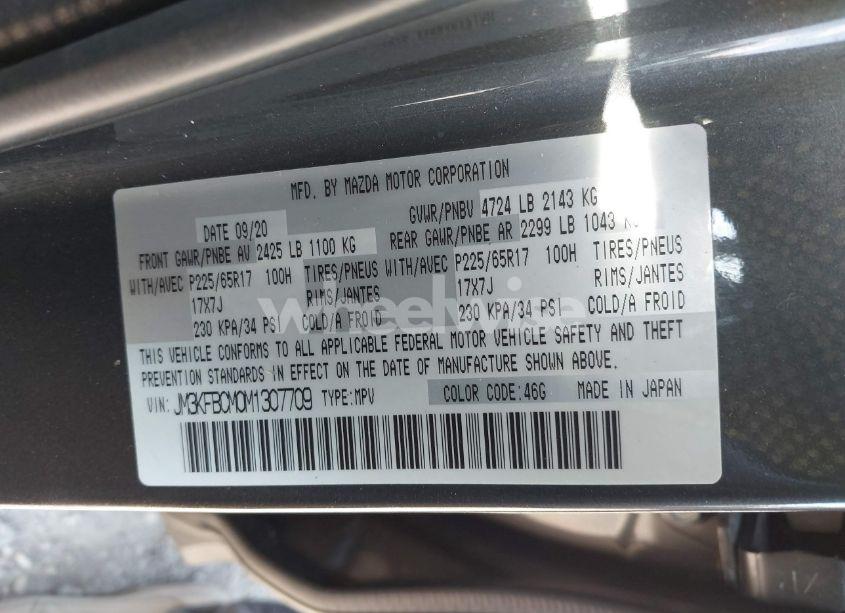 MFD. BY MAZDA MOTOR CORPORATION
DATE 09/20 GVWR/PNBV 4724 LB 2143 KG
FRONT GAWR/PNBE AV 2425 LB 1100 KG REAR GAWR/PNBE AR 2299 LB 1043
WITH/AVEC P225/65R17 100H TIRES/PNEUS WITH/AVEC P225/65R17 100H TIRES/PNEUS
17X7J RIMS/JANTES 17X7J RIMS/JANTES
230 KPA/34 PSI COLD/A FROID 230 KPA/34 PSI COLD/A FROID
wheelwise
THIS VEHICLE CONFORMS TO ALL APPLICABLE FEDERAL MOTOR VEHICLE SAFETY AND THEFT
PREVENTION STANDARDS IN EFFECT ON THE DATE OF MANUFACTURE SHOWN ABOVE.
VIN: JM3KFBCM0M1307709 TYPE:MPV COLOR CODE:46G MADE IN JAPAN